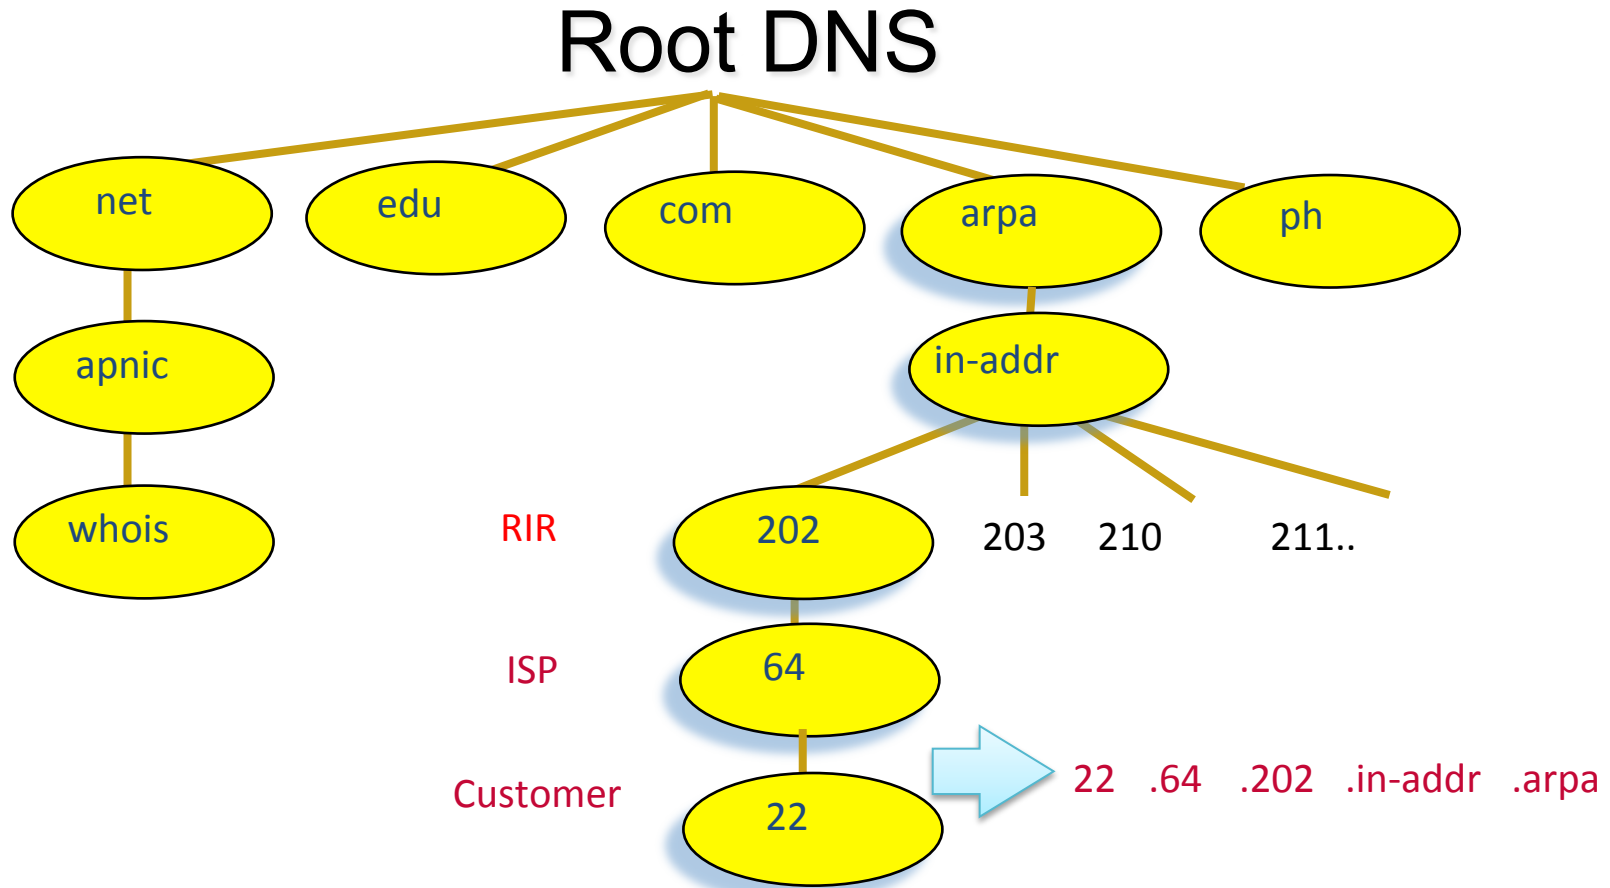 Root DNS
net
edu
com
arpa
ph
apnic
in-addr
whois
RIR
202
203
210
211..
ISP
64
Customer
22
22 .64 .202 .in-addr .arpa